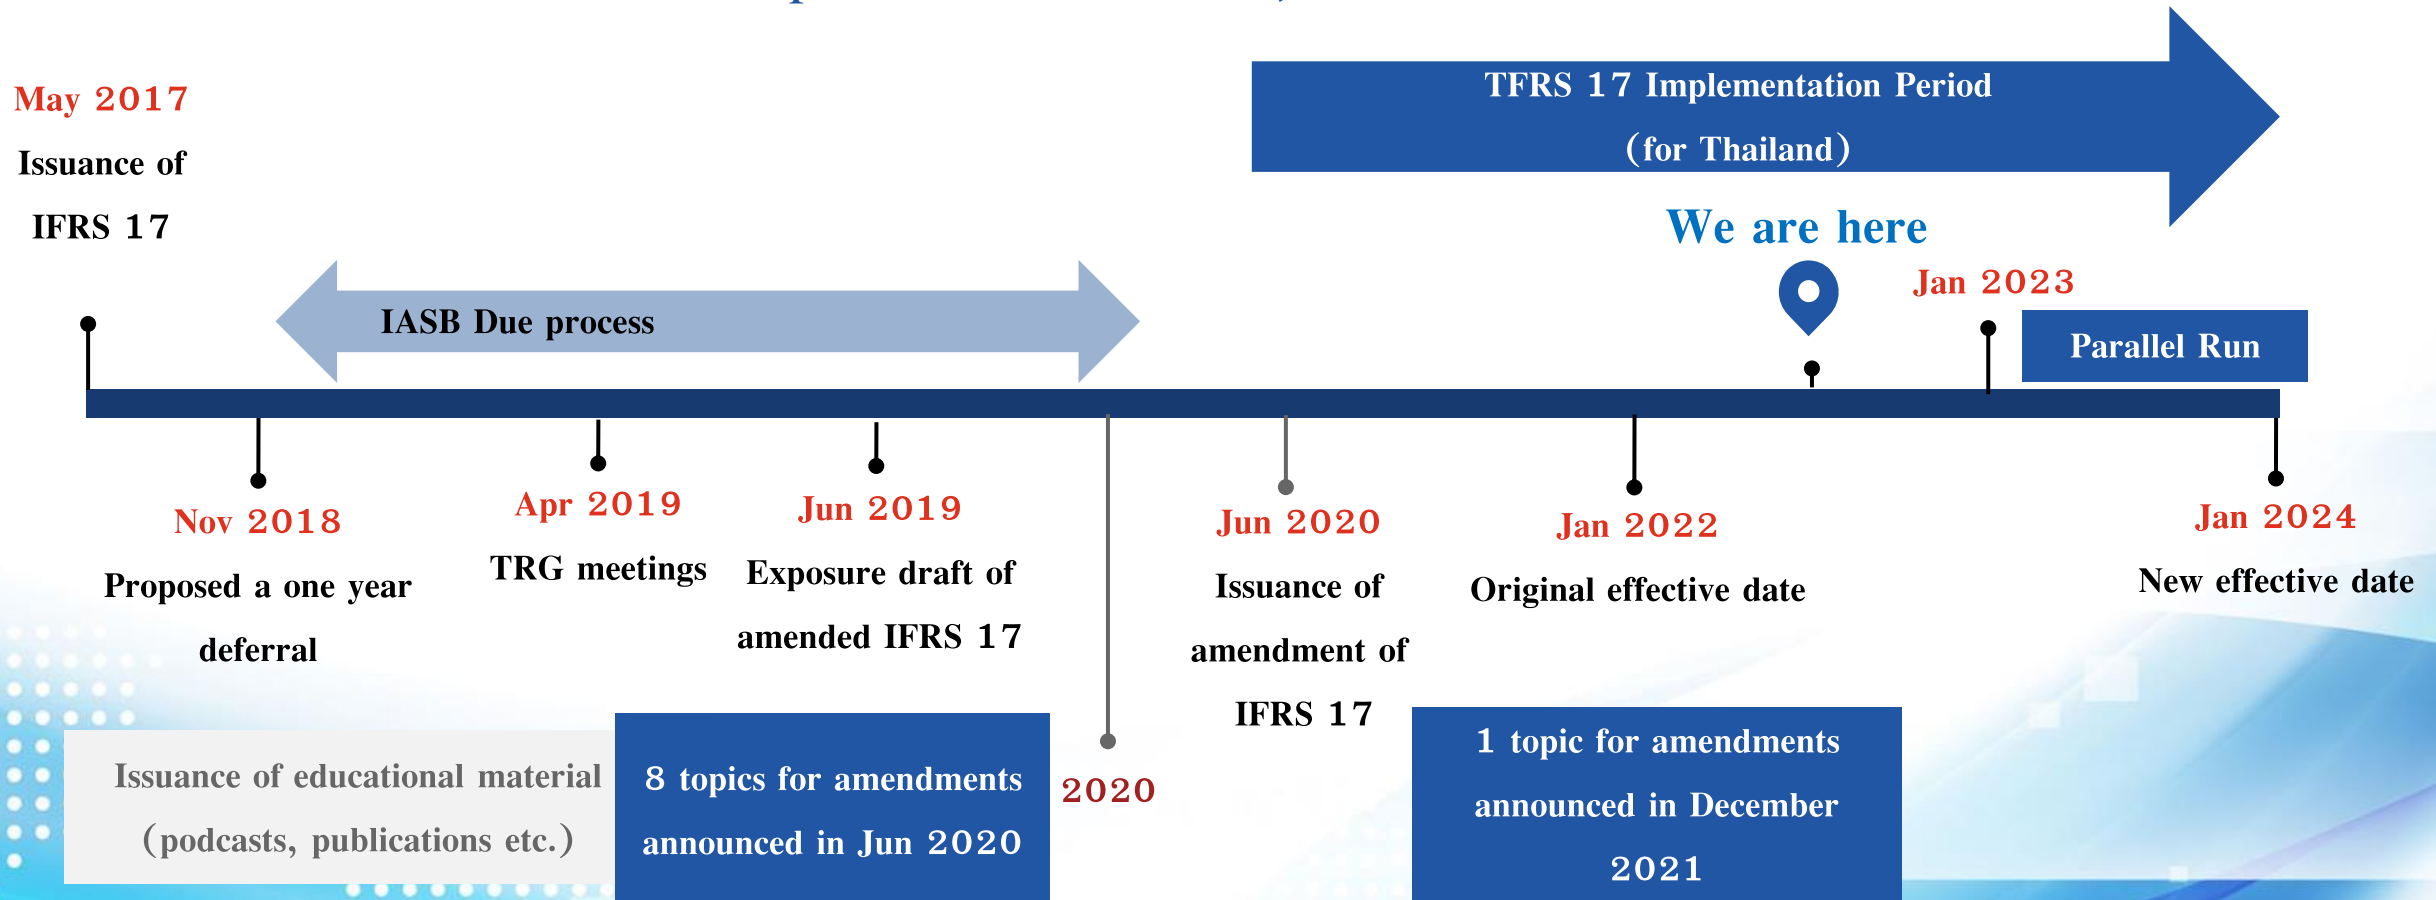 TFRS 17 Implementation Period
(for Thailand)
May 2017
Issuance of
IFRS 17
We are here
Jan 2023
IASB Due process
Parallel Run
Nov 2018
Proposed a one year
deferral
Apr 2019
TRG meetings
Jun 2019
Exposure draft of
amended IFRS 17
2020
Jun 2020
Issuance of
amendment of
IFRS 17
Jan 2022
Original effective date
Jan 2024
New effective date
Issuance of educational material
(podcasts, publications etc.)
8 topics for amendments
announced in Jun 2020
1 topic for amendments
announced in December
2021